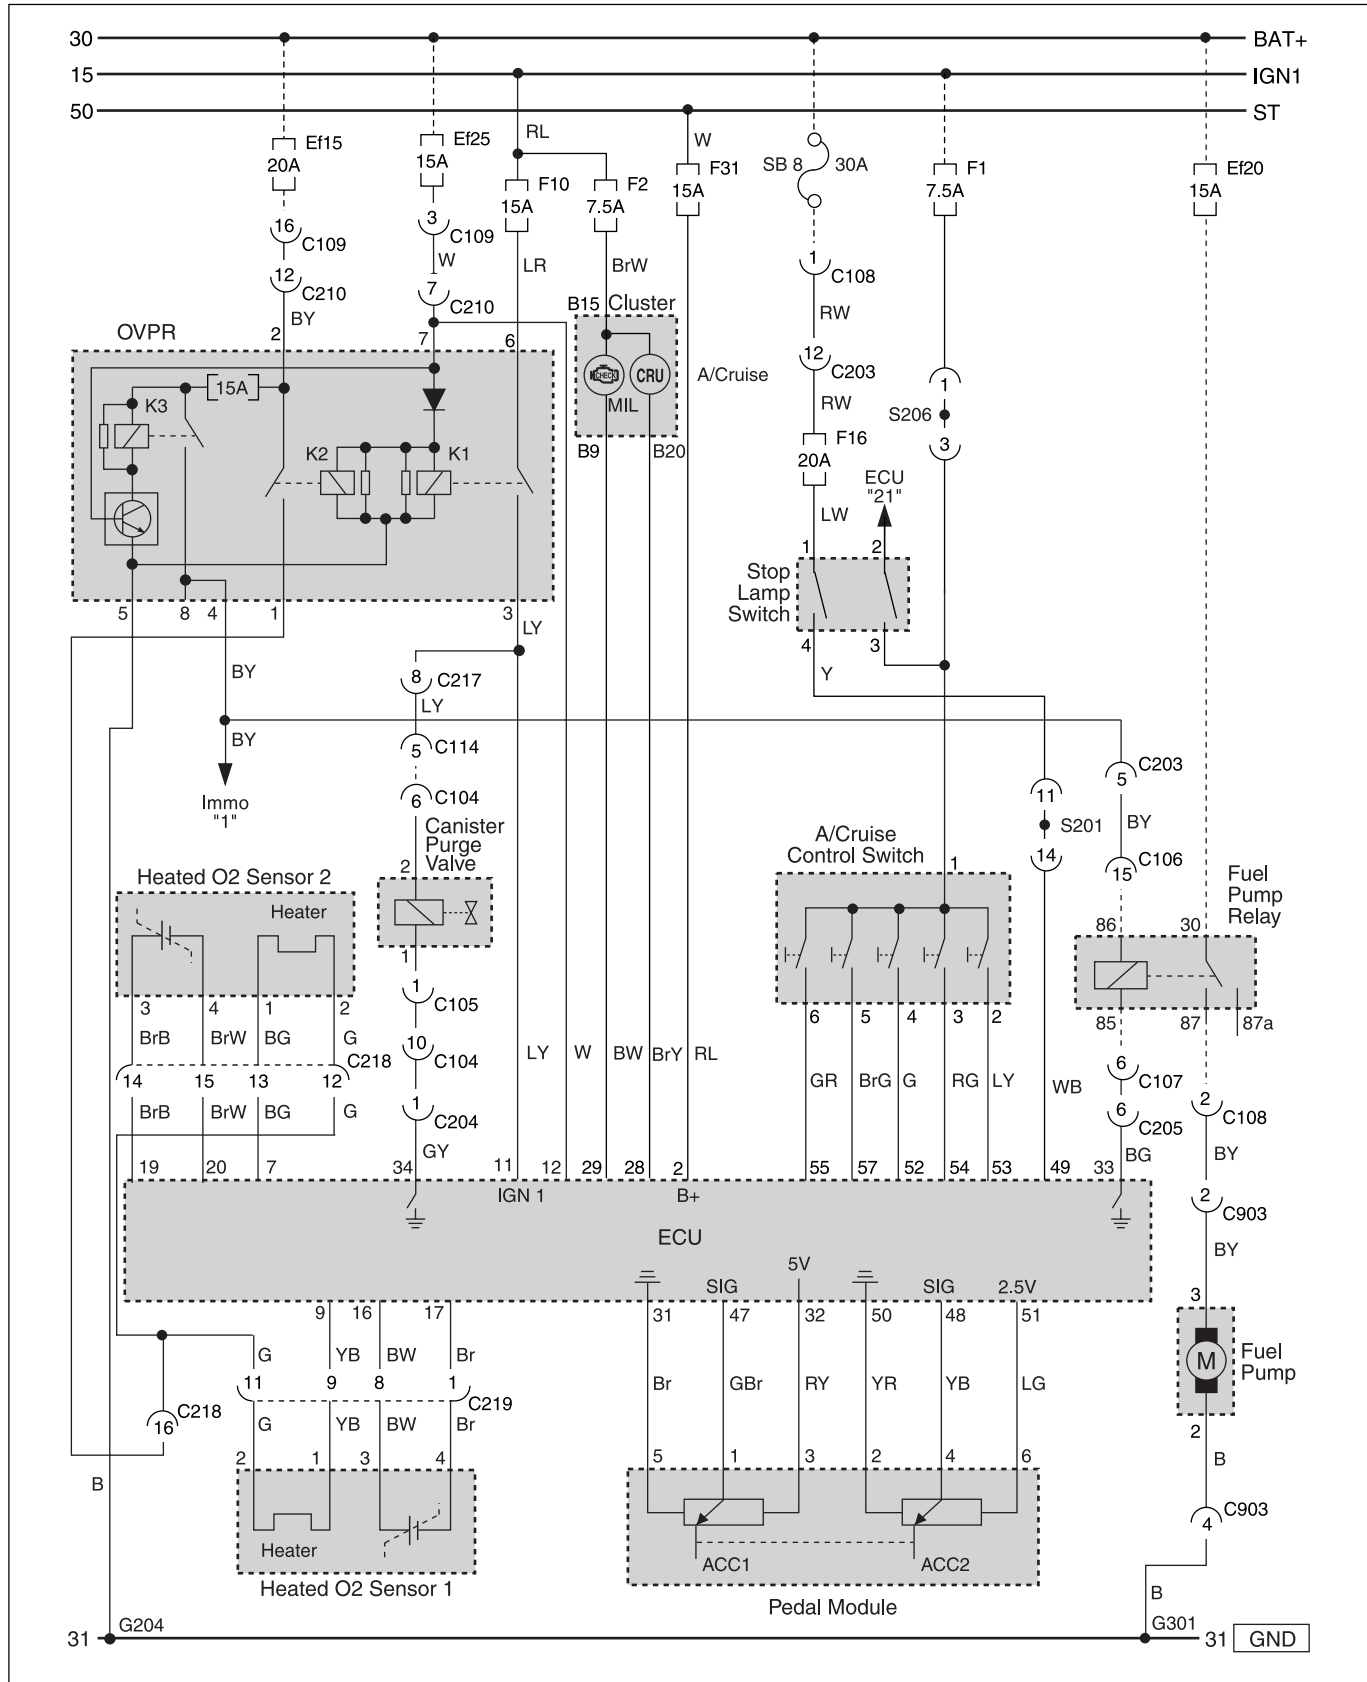 30 BAT+
15 IGN1
50 ST
Ef15
20A
Ef25
15A
RL
F10
15A
F2
7.5A
W
F31
15A
SB 8 30A
F1
7.5A
Ef20
15A
16 C109
12 C210
BY
3 C109
W
7 C210
LR
BrW
1 C108
RW
12 C203
RW
F16
20A
LW
1
S206
3
OVPR
2 7 6
15A
K3
K2
K1
5 8 4 1 3
B15 Cluster
CHECK
CRU
MIL
B9 B20
A/Cruise
ECU
"21"
1 2
Stop
Lamp
Switch
4 3
Y
LY
BY
BY
Immo
"1"
8 C217
LY
5 C114
6 C104
Canister
Purge
Valve
2
1
1 C105
10 C104
1 C204
GY
11
S201
14
5 C203
BY
15 C106
Fuel
Pump
Relay
86 30
85 87 87a
6 C107
6 C205
BG
2 C108
BY
2 C903
BY
A/Cruise
Control Switch
1
6 5 4 3 2
GR BrG G RG LY
WB
Heated O2 Sensor 2
Heater
3 4 1 2
BrB BrW BG G
C218
14 15 13 12
BrB BrW BG G
LY W BW BrY RL
19 20 7 34 11 12 29 28 2 55 57 52 54 53 49 33
IGN 1 B+
ECU
5V
SIG SIG 2.5V
9 16 17 31 47 32 50 48 51
G YB BW Br
11 9 8 1 C219
G YB BW Br
C218
16
2 1 3 4
Heater
Heated O2 Sensor 1
Br GBr RY YR YB LG
5 1 3 2 4 6
ACC1 ACC2
Pedal Module
3
M
Fuel
Pump
2
B
C903
4
B
B
31 G204 G301 31 GND